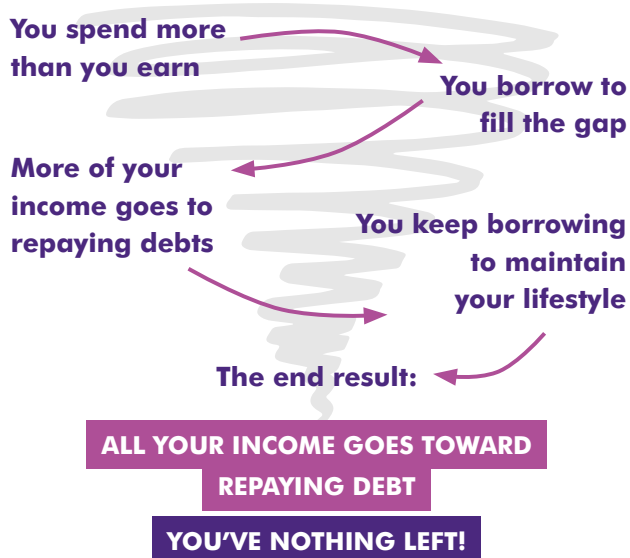 You spend more
than you earn
You borrow to
fill the gap
More of your
income goes to
repaying debts
You keep borrowing
to maintain
your lifestyle
The end result:
ALL YOUR INCOME GOES TOWARD
REPAYING DEBT
YOU'VE NOTHING LEFT!